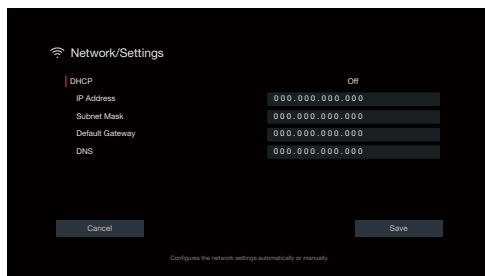 Network/Settings
DHCP Off
IP Address 000.000.000.000
Subnet Mask 000.000.000.000
Default Gateway 000.000.000.000
DNS 000.000.000.000
Cancel Save
Configures the network settings automatically or manually.